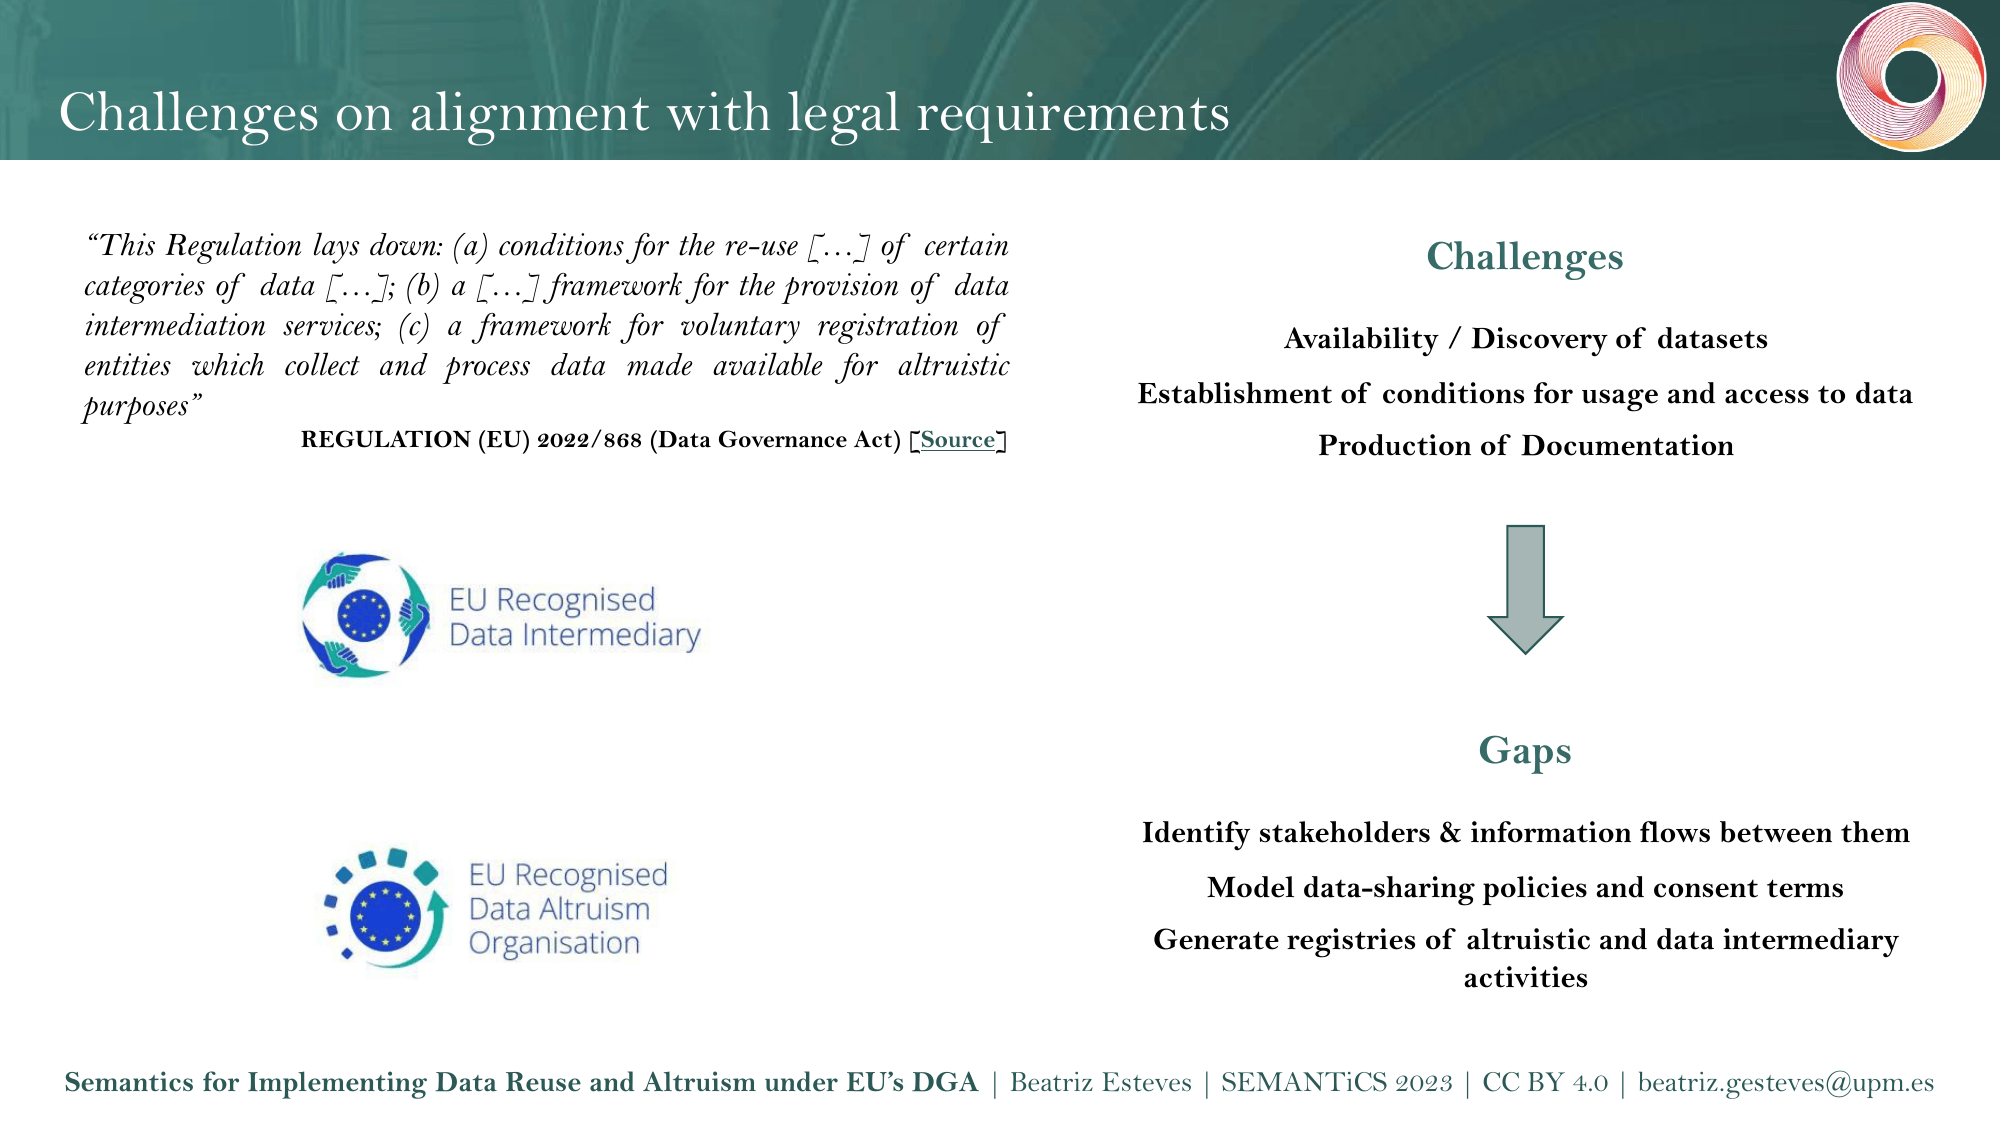 Challenges on alignment with legal requirements
“This Regulation lays down: (a) conditions for the re-use […] of certain
categories of data […]; (b) a […] framework for the provision of data
intermediation services; (c) a framework for voluntary registration of
entities which collect and process data made available for altruistic
purposes”
REGULATION (EU) 2022/868 (Data Governance Act) [Source]
EU Recognised
Data Intermediary
EU Recognised
Data Altruism
Organisation
Challenges
Availability / Discovery of datasets
Establishment of conditions for usage and access to data
Production of Documentation
Gaps
Identify stakeholders & information flows between them
Model data-sharing policies and consent terms
Generate registries of altruistic and data intermediary
activities
Semantics for Implementing Data Reuse and Altruism under EU’s DGA | Beatriz Esteves | SEMANTiCS 2023 | CC BY 4.0 | beatriz.gesteves@upm.es